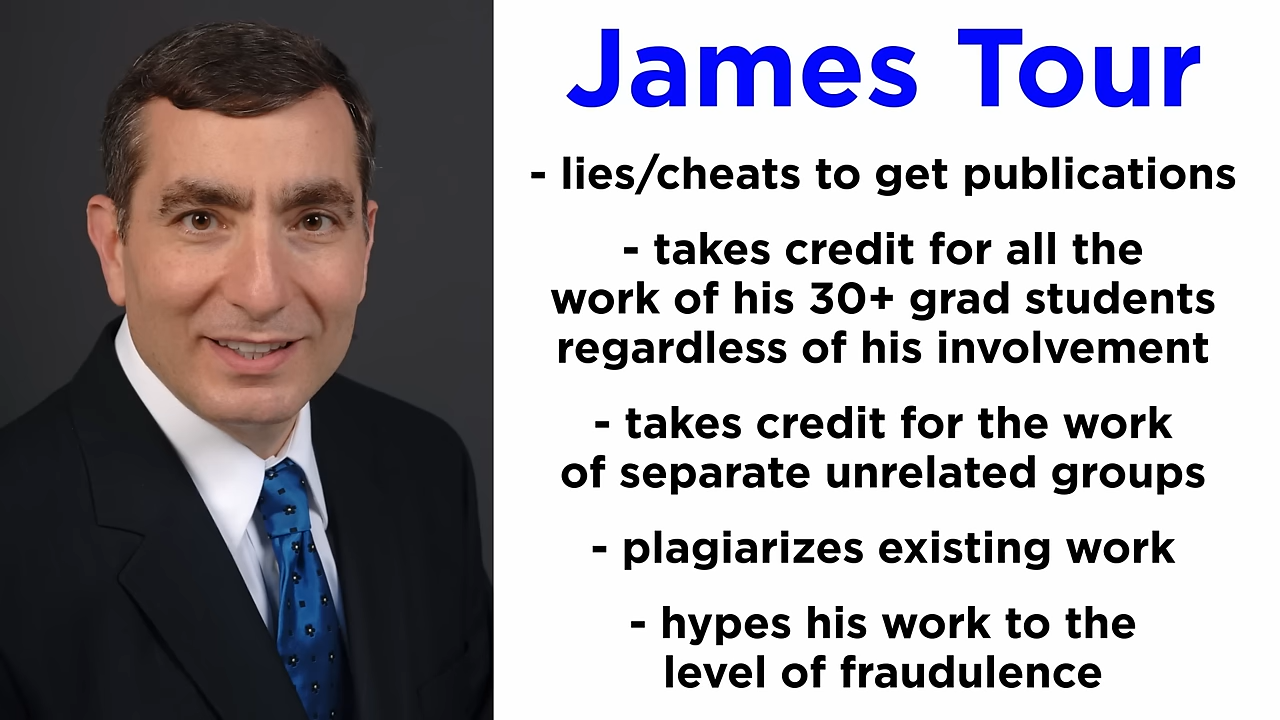 James Tour
- lies/cheats to get publications
- takes credit for all the
work of his 30+ grad students
regardless of his involvement
- takes credit for the work
of separate unrelated groups
- plagiarizes existing work
- hypes his work to the
level of fraudulence